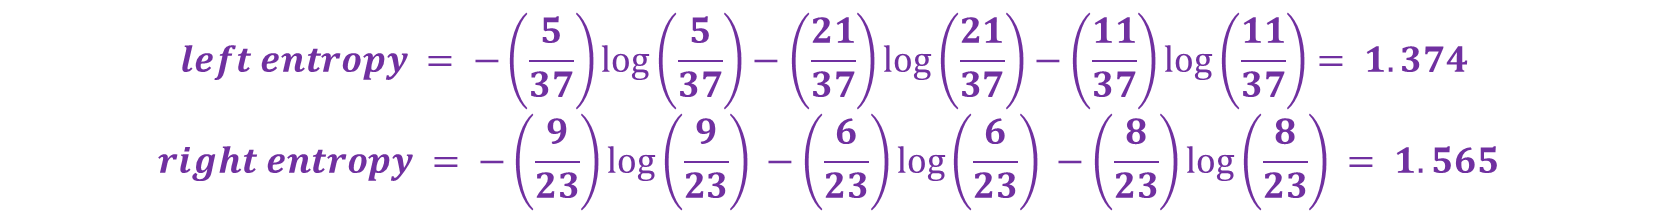 left entropy = −(5/37)log(5/37) − (21/37)log(21/37) − (11/37)log(11/37) = 1.374
right entropy = −(9/23)log(9/23) − (6/23)log(6/23) − (8/23)log(8/23) = 1.565